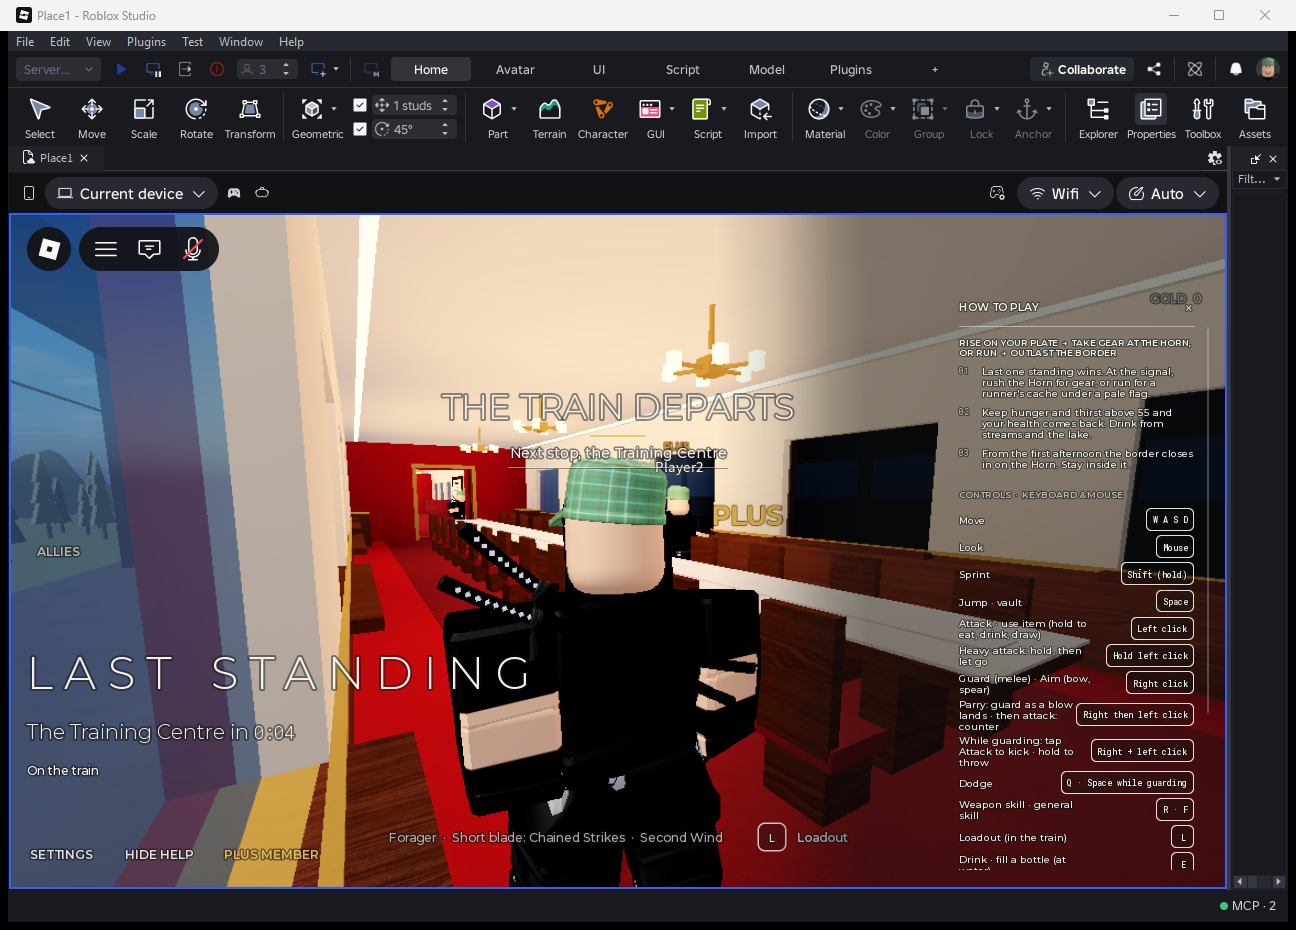 Place1 - Roblox Studio
File Edit View Plugins Test Window Help
Server... 3 Home Avatar UI Script Model Plugins + Collaborate
1 studs
45°
Select Move Scale Rotate Transform Geometric Part Terrain Character GUI Script Import Material Color Group Lock Anchor Explorer Properties Toolbox Assets
Place1
Filt...
Current device Wifi Auto
GOLD 0
HOW TO PLAY ×
RISE ON YOUR PLATE → TAKE GEAR AT THE HORN,
OR RUN → OUTLAST THE BORDER
01 Last one standing wins. At the signal,
rush the Horn for gear, or run for a
runner's cache under a pale flag.
02 Keep hunger and thirst above 55 and
your health comes back. Drink from
streams and the lake.
03 From the first afternoon the border closes
in on the Horn. Stay inside it.
CONTROLS · KEYBOARD & MOUSE
Move W A S D
Look Mouse
Sprint Shift (hold)
Jump · vault Space
Attack · use item (hold to
eat, drink, draw) Left click
Heavy attack: hold, then
let go Hold left click
Guard (melee) · Aim (bow,
spear) Right click
Parry: guard as a blow
lands · then attack:
counter Right then left click
While guarding: tap
Attack to kick · hold to
throw Right + left click
Dodge Q · Space while guarding
Weapon skill · general
skill R · F
Loadout (in the train) L
Drink · fill a bottle (at
water) E
THE TRAIN DEPARTS
Next stop, the Training Centre
PLUS
Player2
PLUS
ALLIES
LAST STANDING
The Training Centre in 0:04
On the train
Forager · Short blade: Chained Strikes · Second Wind L Loadout
SETTINGS HIDE HELP PLUS MEMBER
MCP · 2